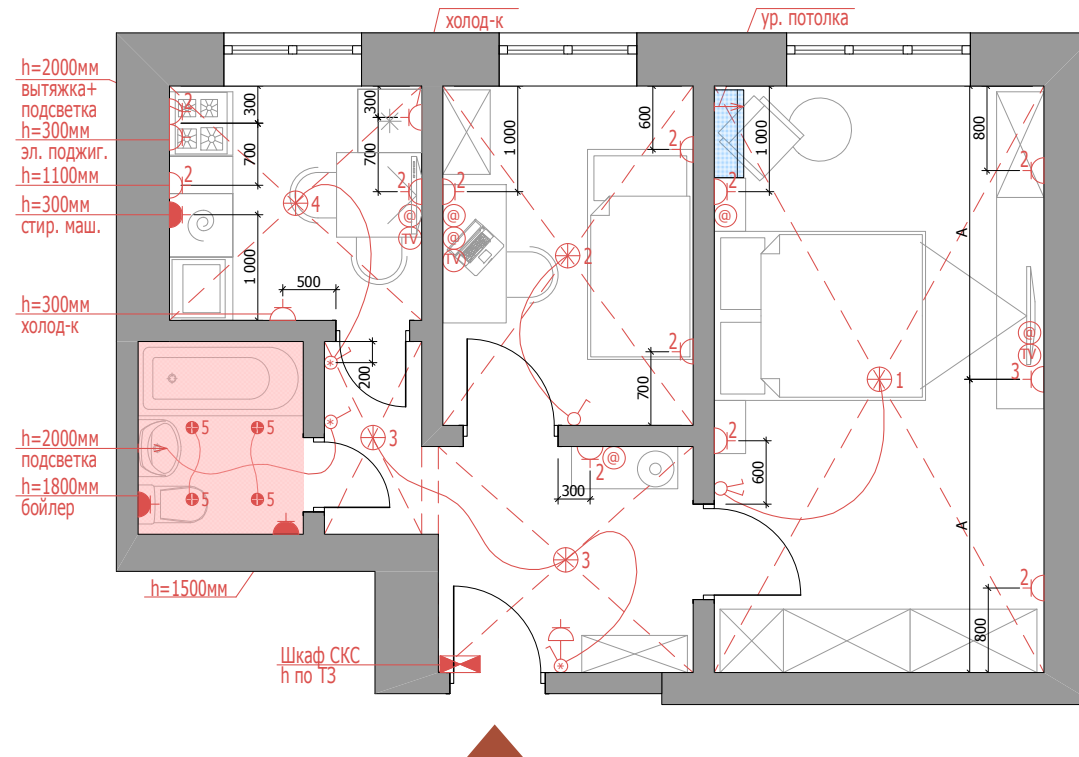 холод-к
ур. потолка
h=2000мм
вытяжка+
подсветка
h=300мм
эл. поджиг.
h=1100мм
h=300мм
стир. маш.
h=300мм
холод-к
h=2000мм
подсветка
h=1800мм
бойлер
h=1500мм
Шкаф СКС
h по ТЗ
2
300
700
2
1 000
500
4
300
700
2
@
TV
200
2
1 000
@
@
TV
2
600
2
2
700
2
1 000
@
800
2
А
1
@
TV
3
2
600
А
2
800
5
5
5
5
3
2
@
300
3